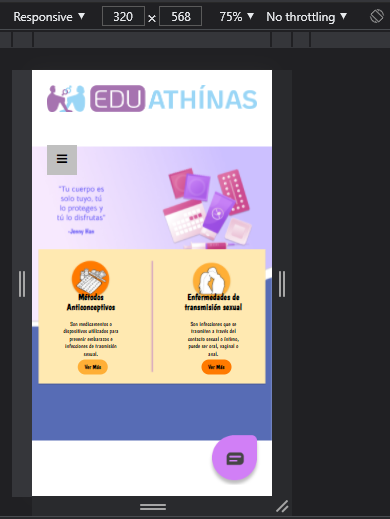 Responsive ▼ 320 × 568 75% ▼ No throttling ▼
EDU ATHÍNAS
"Tu cuerpo es
solo tuyo, tú
lo proteges y
tú lo disfrutas"
-Jenny Han
Métodos
Anticonceptivos
Son medicamentos o
dispositivos utilizados para
prevenir embarazos e
infecciones de transmisión
sexual.
Ver Más
Enfermedades de
transmisión sexual
Son infecciones que se
transmiten a través del
contacto sexual o íntimo,
puede ser oral, vaginal o
anal.
Ver Más